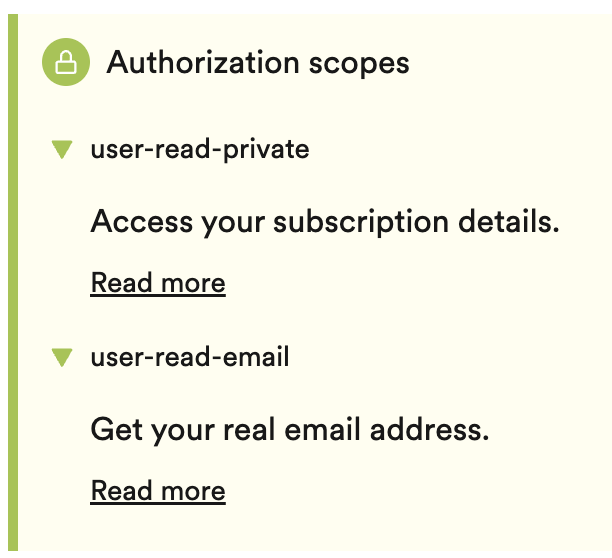 Authorization scopes
user-read-private
Access your subscription details.
Read more
user-read-email
Get your real email address.
Read more